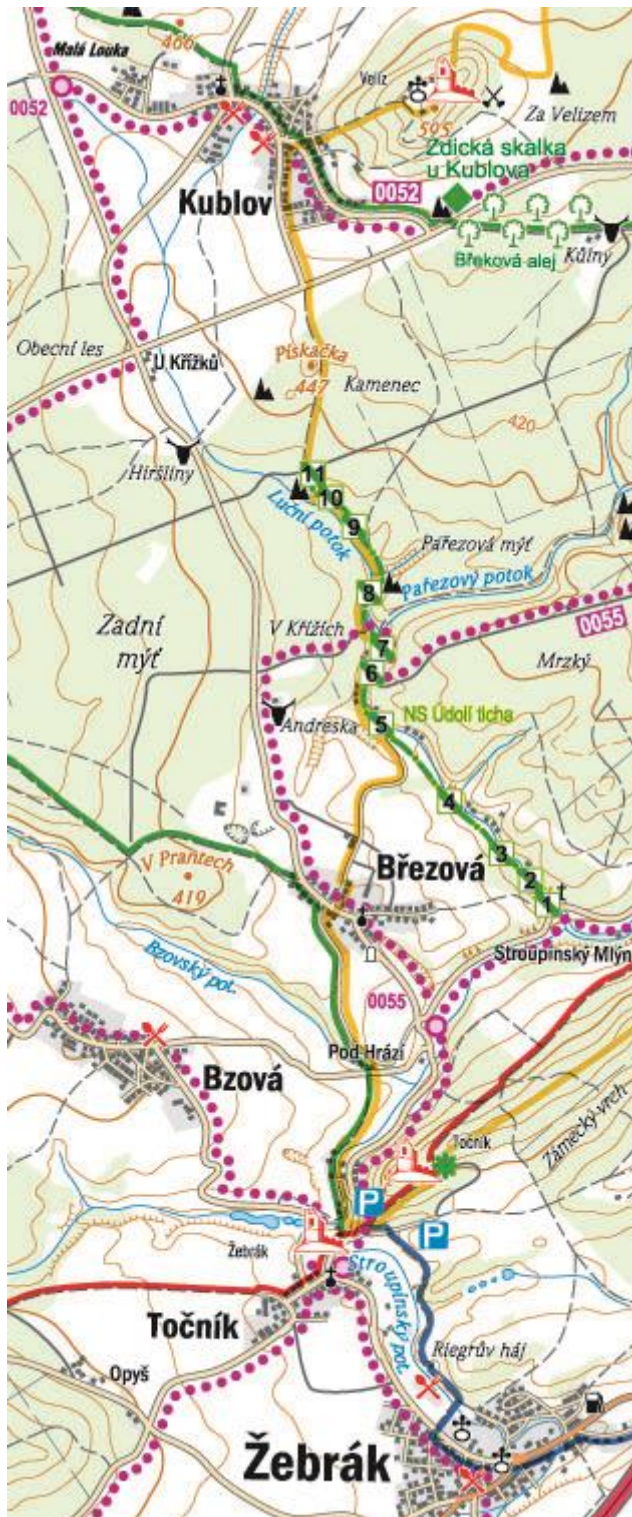 466
Malá Louka
0052
Veliz
595
Za Velizem
Zdická skalka
u Kublova
0052
Kublov
Břeková alej
Kůlny
Obecní les
U Křížků
Pískačka
447
Kamenec
420
Hiršliny
11
10
9
Luční potok
Pařezová mýť
8
Pařezový potok
V Křížích
0055
Zadní
mýť
7
6
Mrzký
Andreska
5
NS Údolí ticha
4
3
2
1
V Prantech
419
Březová
Stroupínský Mlýn
Bzovský pot.
0055
Pod Hrází
Bzová
Točník
Zámecký vrch
P
P
Žebrák
Stroupínský pot.
Točník
Riegrův háj
Opyš
Žebrák